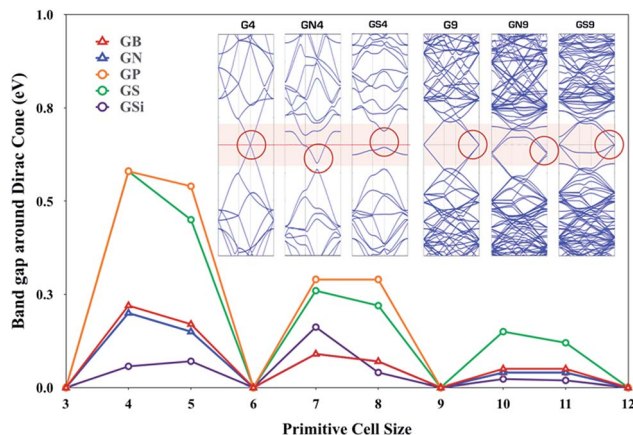 G4 GN4 GS4 G9 GN9 GS9
GB
GN
GP
GS
GSi
Band gap around Dirac Cone (eV)
1.0
0.8
0.5
0.3
0.0
3 4 5 6 7 8 9 10 11 12
Primitive Cell Size